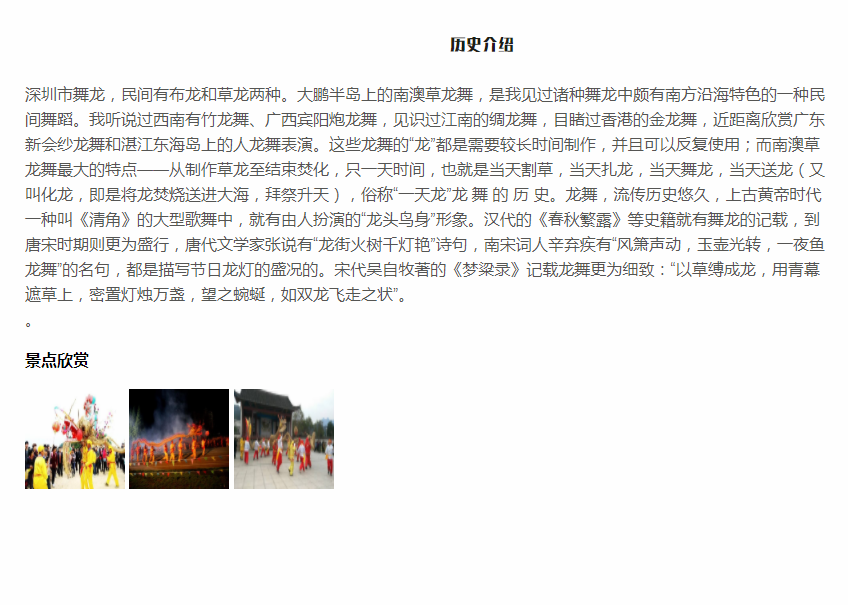 历史介绍
深圳市舞龙，民间有布龙和草龙两种。大鹏半岛上的南澳草龙舞，是我见过诸种舞龙中颇有南方沿海特色的一种民
间舞蹈。我听说过西南有竹龙舞、广西宾阳炮龙舞，见识过江南的绸龙舞，目睹过香港的金龙舞，近距离欣赏广东
新会纱龙舞和湛江东海岛上的人龙舞表演。这些龙舞的“龙”都是需要较长时间制作，并且可以反复使用；而南澳草
龙舞最大的特点——从制作草龙至结束焚化，只一天时间，也就是当天割草，当天扎龙，当天舞龙，当天送龙（又
叫化龙，即是将龙焚烧送进大海，拜祭升天），俗称“一天龙”龙 舞 的 历 史。龙舞，流传历史悠久，上古黄帝时代
一种叫《清角》的大型歌舞中，就有由人扮演的“龙头鸟身”形象。汉代的《春秋繁露》等史籍就有舞龙的记载，到
唐宋时期则更为盛行，唐代文学家张说有“龙街火树千灯艳”诗句，南宋词人辛弃疾有“风箫声动，玉壶光转，一夜鱼
龙舞”的名句，都是描写节日龙灯的盛况的。宋代吴自牧著的《梦粱录》记载龙舞更为细致：“以草缚成龙，用青幕
遮草上，密置灯烛万盏，望之蜿蜒，如双龙飞走之状”。
。
景点欣赏